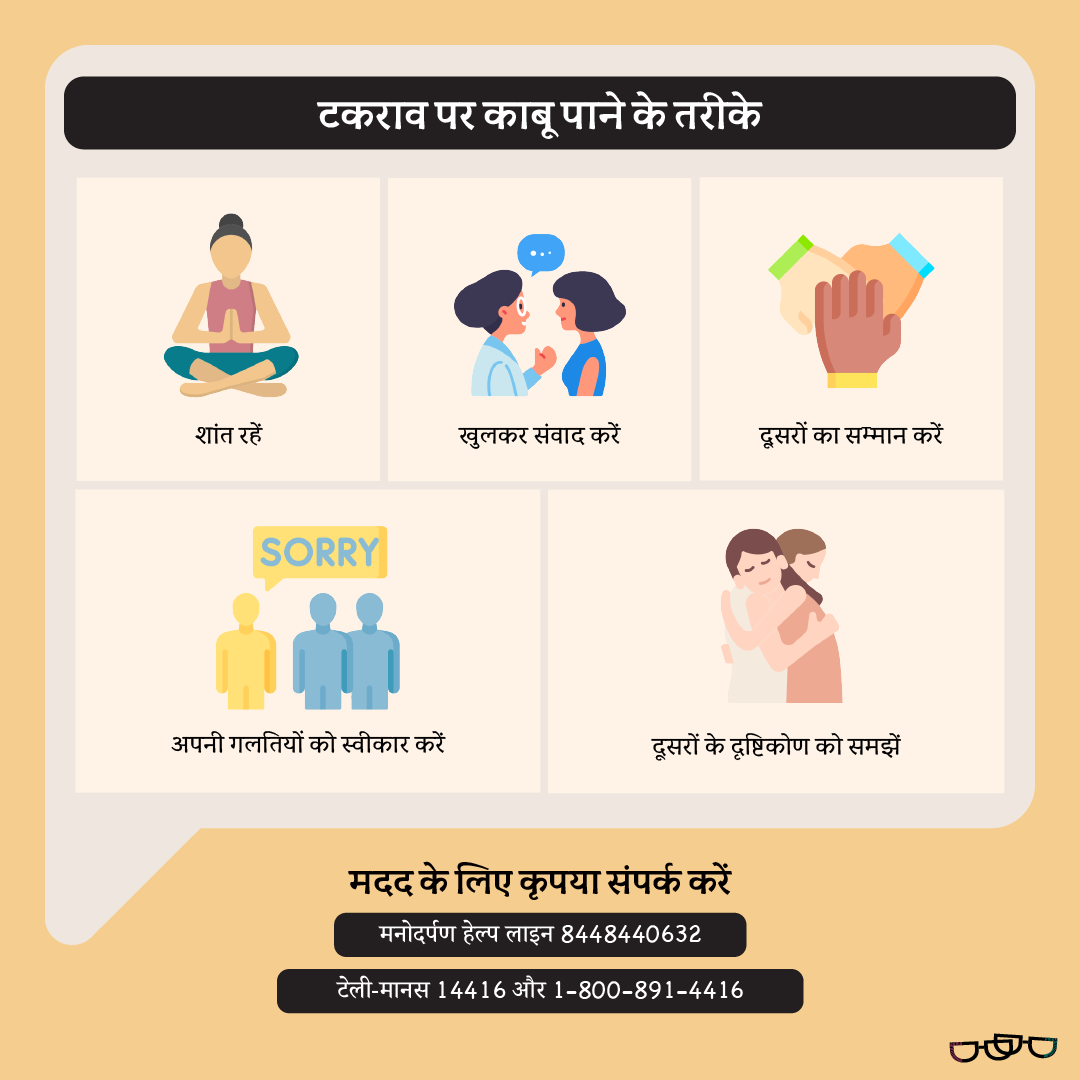 टकराव पर काबू पाने के तरीके
शांत रहें
खुलकर संवाद करें
दूसरों का सम्मान करें
SORRY
अपनी गलतियों को स्वीकार करें
दूसरों के दृष्टिकोण को समझें
मदद के लिए कृपया संपर्क करें
मनोदर्पण हेल्प लाइन 8448440632
टेली-मानस 14416 और 1-800-891-4416